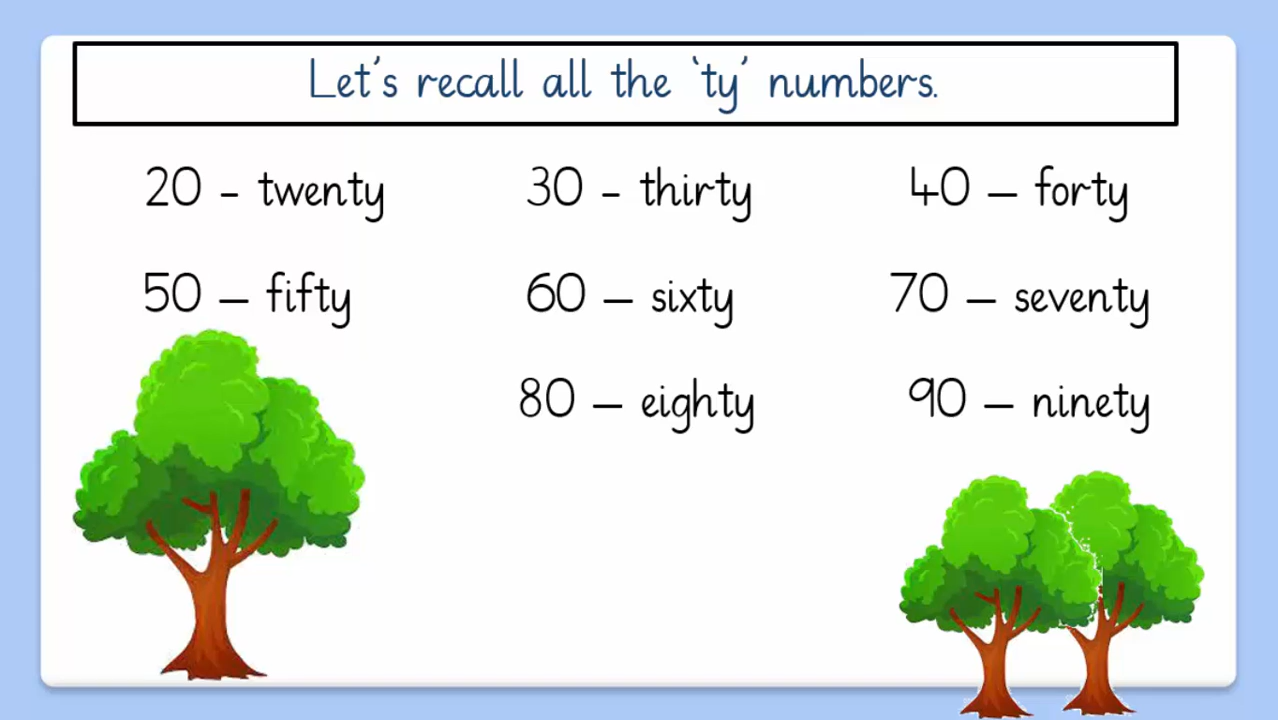 Let's recall all the 'ty' numbers.
20 - twenty 30 - thirty 40 – forty
50 – fifty 60 – sixty 70 – seventy
80 – eighty 90 – ninety